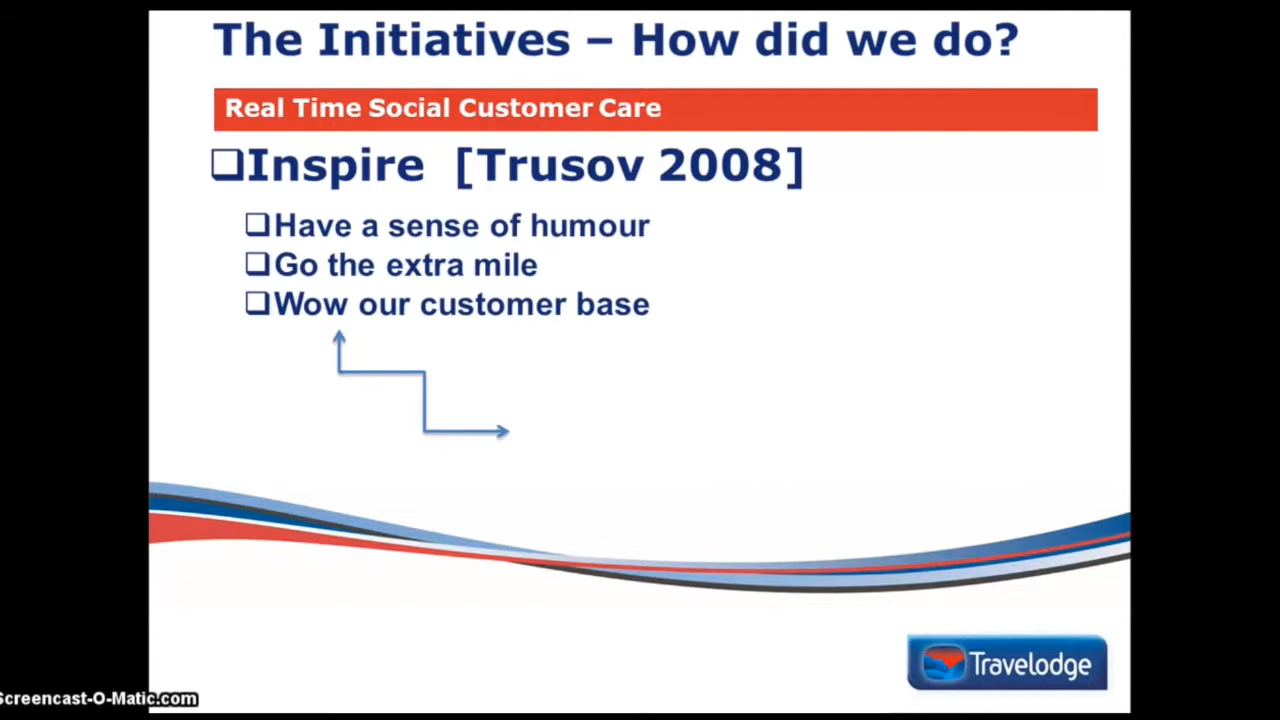 The Initiatives – How did we do?
Real Time Social Customer Care
❑Inspire [Trusov 2008]
❑Have a sense of humour
❑Go the extra mile
❑Wow our customer base
Travelodge
Screencast-O-Matic.com